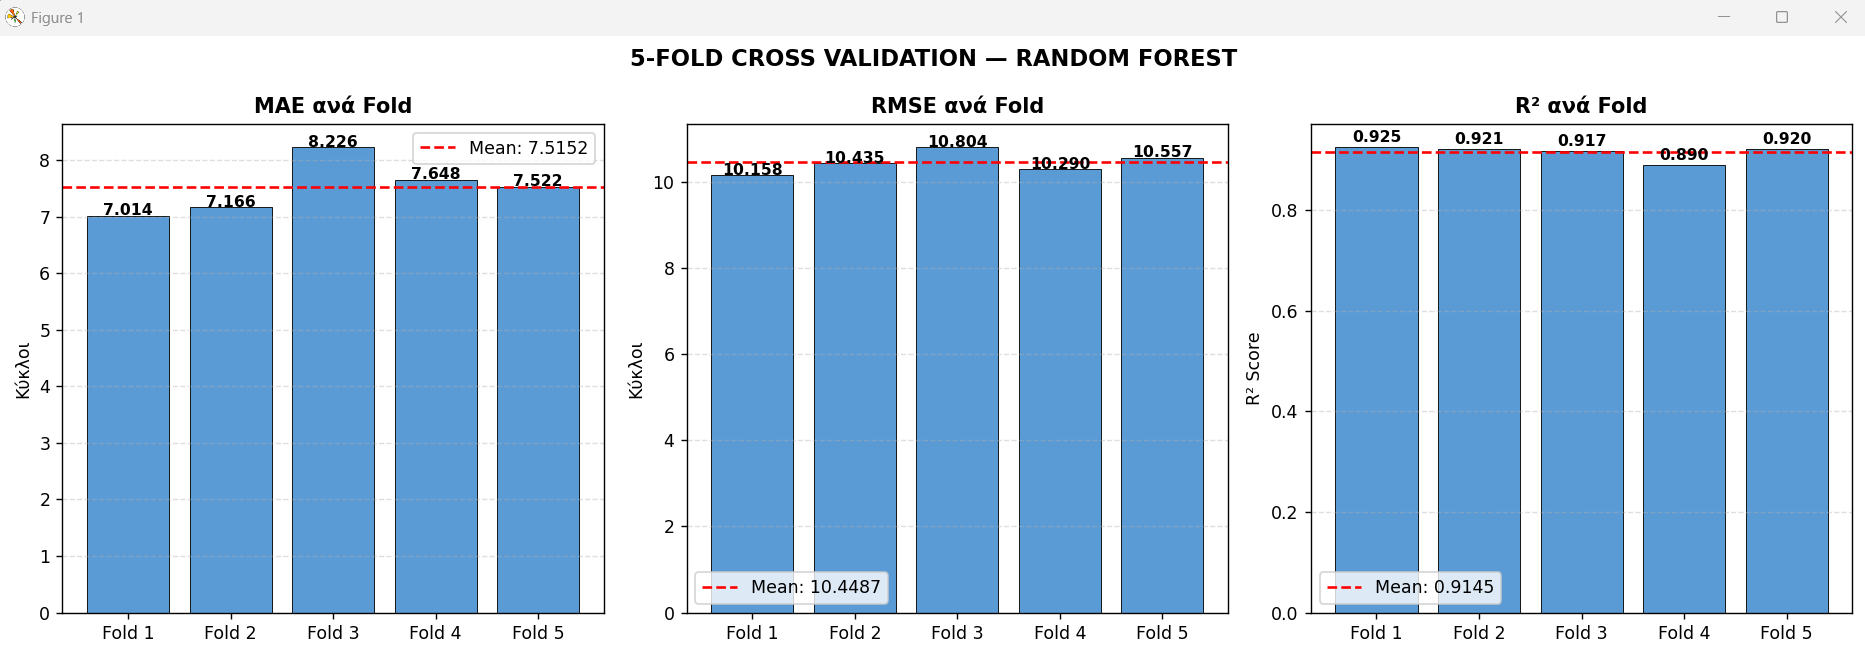 Figure 1
5-FOLD CROSS VALIDATION — RANDOM FOREST
MAE ανά Fold
Κύκλοι
8
7
6
5
4
3
2
1
0
7.014
7.166
8.226
7.648
7.522
Mean: 7.5152
Fold 1
Fold 2
Fold 3
Fold 4
Fold 5
RMSE ανά Fold
Κύκλοι
10
8
6
4
2
0
10.158
10.435
10.804
10.290
10.557
Mean: 10.4487
Fold 1
Fold 2
Fold 3
Fold 4
Fold 5
R² ανά Fold
R² Score
0.8
0.6
0.4
0.2
0.0
0.925
0.921
0.917
0.890
0.920
Mean: 0.9145
Fold 1
Fold 2
Fold 3
Fold 4
Fold 5